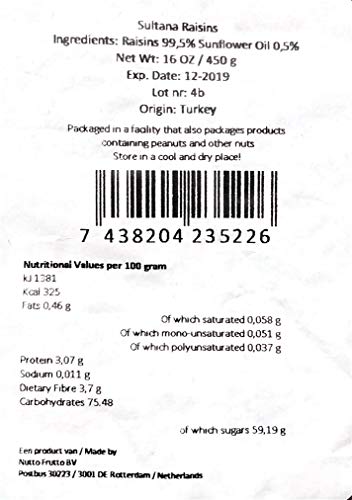 Sultana Raisins
Ingredients: Raisins 99,5% Sunflower Oil 0,5%
Net Wt: 16 OZ / 450 g
Exp. Date: 12-2019
Lot nr: 4b
Origin: Turkey
Packaged in a facility that also packages products
containing peanuts and other nuts
Store in a cool and dry place!
7 438204 235226
Nutritional Values per 100 gram
kJ 1381
Kcal 325
Fats 0,46 g
Of which saturated 0,058 g
Of which mono-unsaturated 0,051 g
Of which polyunsaturated 0,037 g
Protein 3,07 g
Sodium 0,011 g
Dietary Fibre 3,7 g
Carbohydrates 75.48
of which sugars 59,19 g
Een product van / Made by
Nutto Frutto BV
Postbus 30223 / 3001 DE Rotterdam / Netherlands